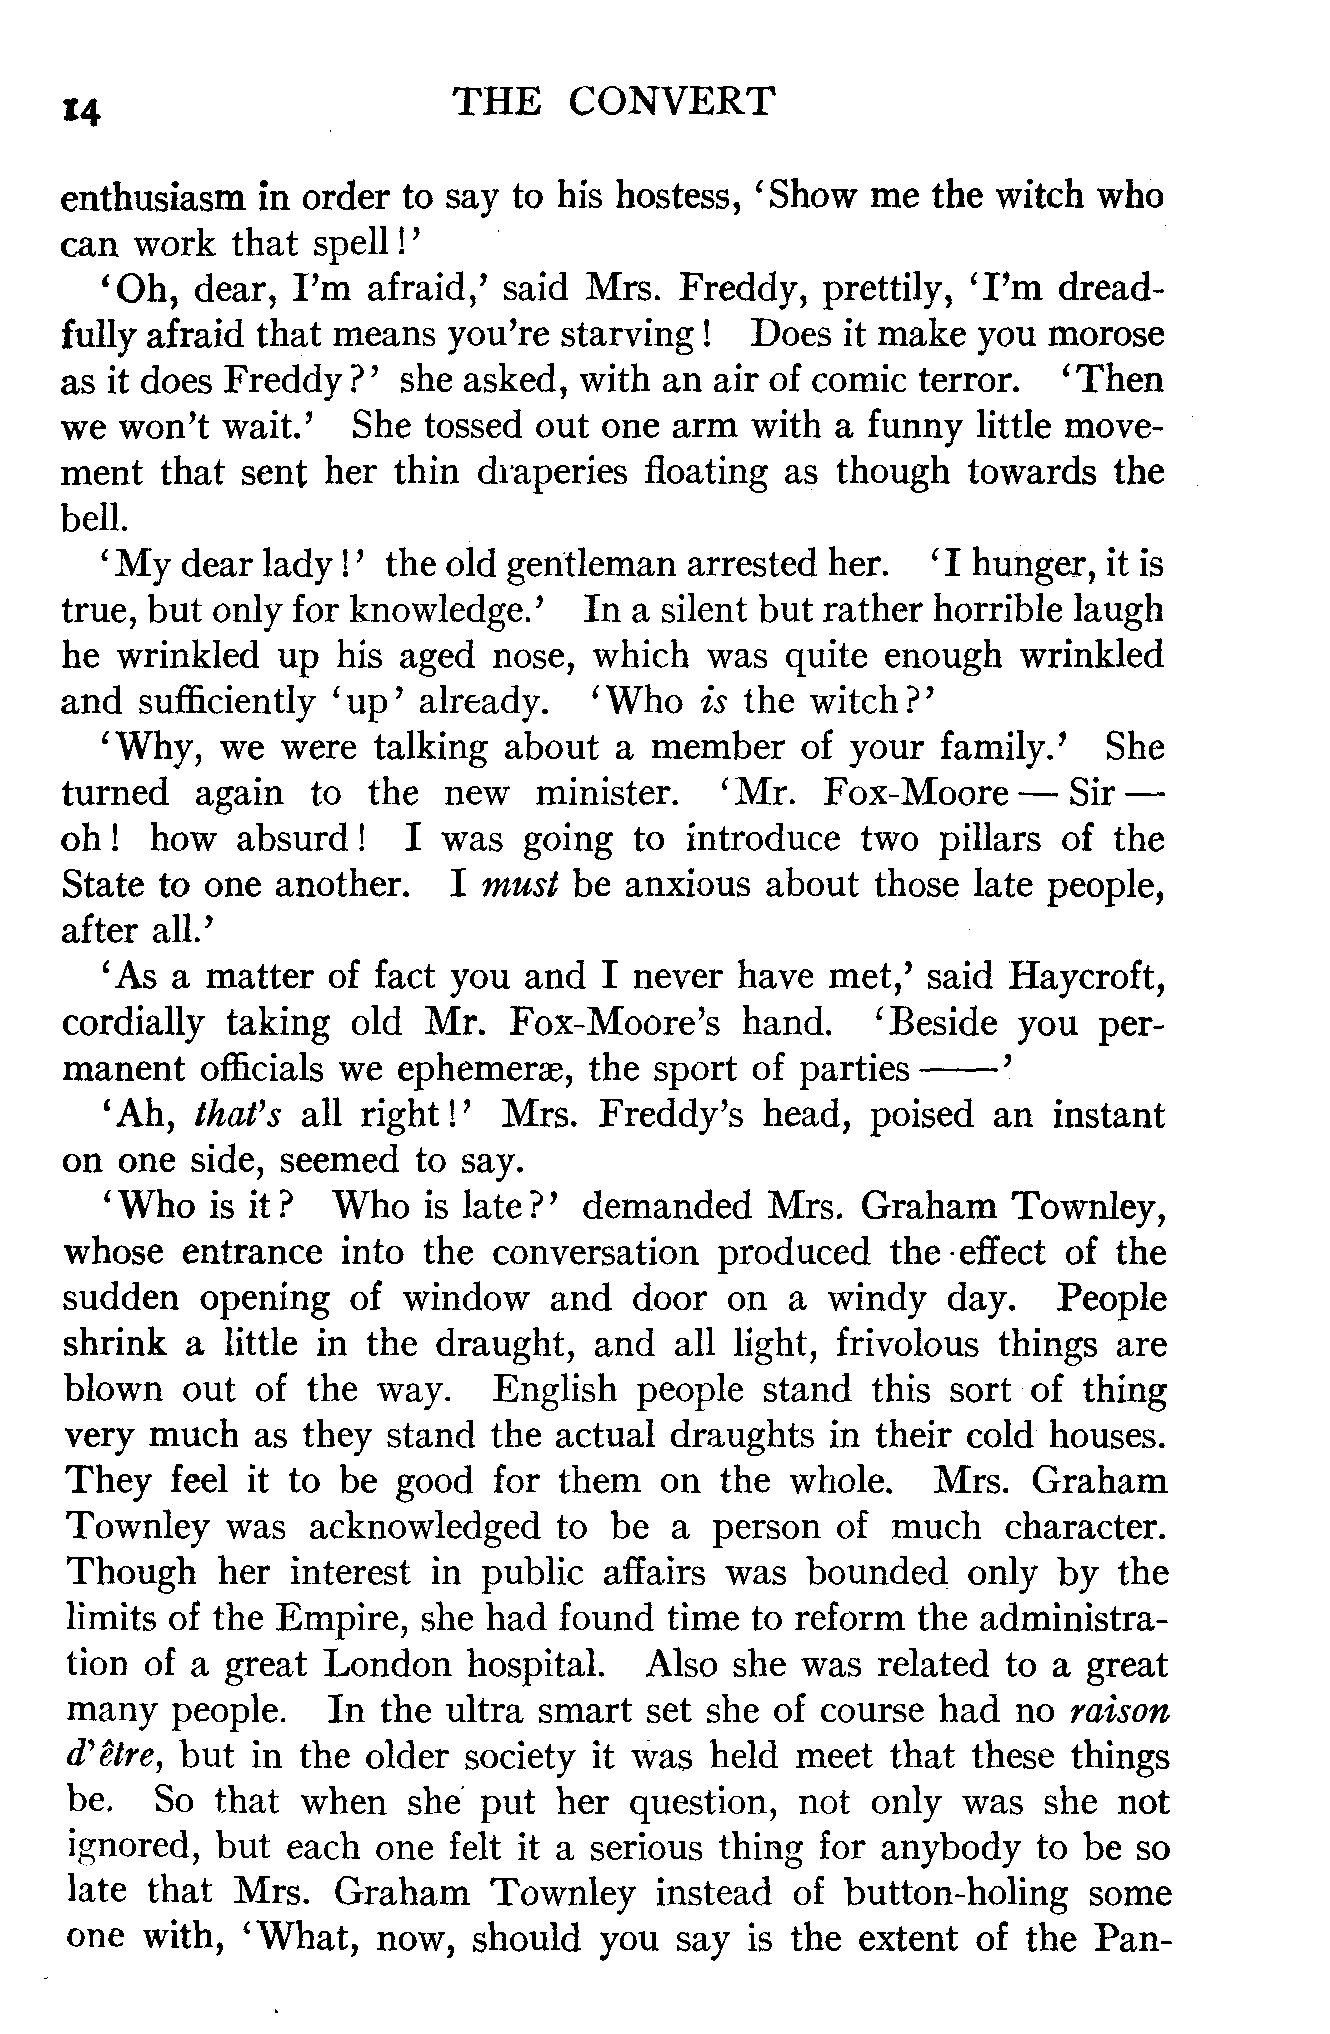 14 THE CONVERT
enthusiasm in order to say to his hostess, ‘Show me the witch who
can work that spell!’
‘Oh, dear, I’m afraid,’ said Mrs. Freddy, prettily, ‘I’m dread-
fully afraid that means you’re starving! Does it make you morose
as it does Freddy?’ she asked, with an air of comic terror. ‘Then
we won’t wait.’ She tossed out one arm with a funny little move-
ment that sent her thin draperies floating as though towards the
bell.
‘My dear lady!’ the old gentleman arrested her. ‘I hunger, it is
true, but only for knowledge.’ In a silent but rather horrible laugh
he wrinkled up his aged nose, which was quite enough wrinkled
and sufficiently ‘up’ already. ‘Who is the witch?’
‘Why, we were talking about a member of your family.’ She
turned again to the new minister. ‘Mr. Fox-Moore — Sir —
oh! how absurd! I was going to introduce two pillars of the
State to one another. I must be anxious about those late people,
after all.’
‘As a matter of fact you and I never have met,’ said Haycroft,
cordially taking old Mr. Fox-Moore’s hand. ‘Beside you per-
manent officials we ephemeræ, the sport of parties ——’
‘Ah, that’s all right!’ Mrs. Freddy’s head, poised an instant
on one side, seemed to say.
‘Who is it? Who is late?’ demanded Mrs. Graham Townley,
whose entrance into the conversation produced the effect of the
sudden opening of window and door on a windy day. People
shrink a little in the draught, and all light, frivolous things are
blown out of the way. English people stand this sort of thing
very much as they stand the actual draughts in their cold houses.
They feel it to be good for them on the whole. Mrs. Graham
Townley was acknowledged to be a person of much character.
Though her interest in public affairs was bounded only by the
limits of the Empire, she had found time to reform the administra-
tion of a great London hospital. Also she was related to a great
many people. In the ultra smart set she of course had no raison
d’être, but in the older society it was held meet that these things
be. So that when she put her question, not only was she not
ignored, but each one felt it a serious thing for anybody to be so
late that Mrs. Graham Townley instead of button-holing some
one with, ‘What, now, should you say is the extent of the Pan-